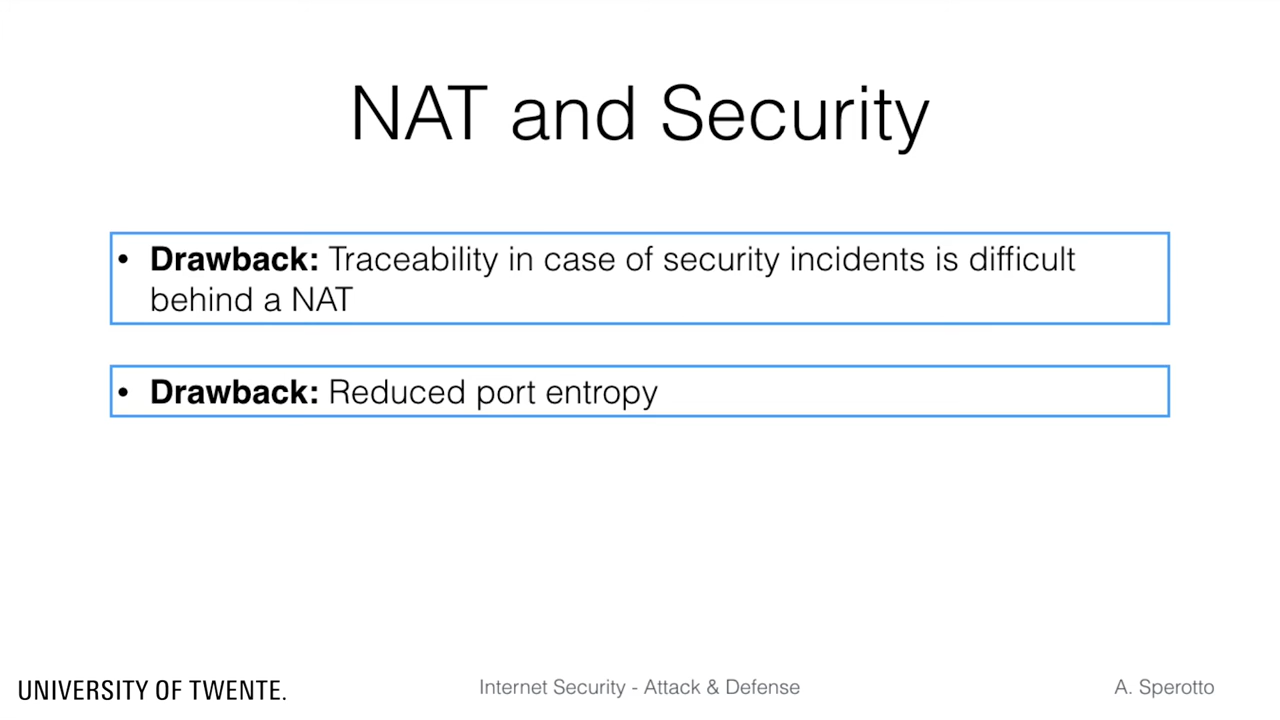 NAT and Security
• Drawback: Traceability in case of security incidents is difficult
behind a NAT
• Drawback: Reduced port entropy
UNIVERSITY OF TWENTE.
Internet Security - Attack & Defense
A. Sperotto